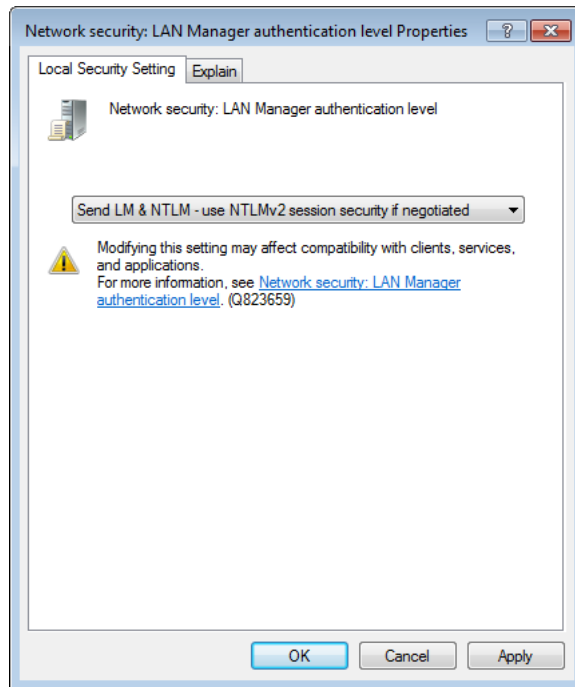 Network security: LAN Manager authentication level Properties
Local Security Setting
Explain
Network security: LAN Manager authentication level
Send LM & NTLM - use NTLMv2 session security if negotiated
Modifying this setting may affect compatibility with clients, services,
and applications.
For more information, see Network security: LAN Manager
authentication level. (Q823659)
OK
Cancel
Apply